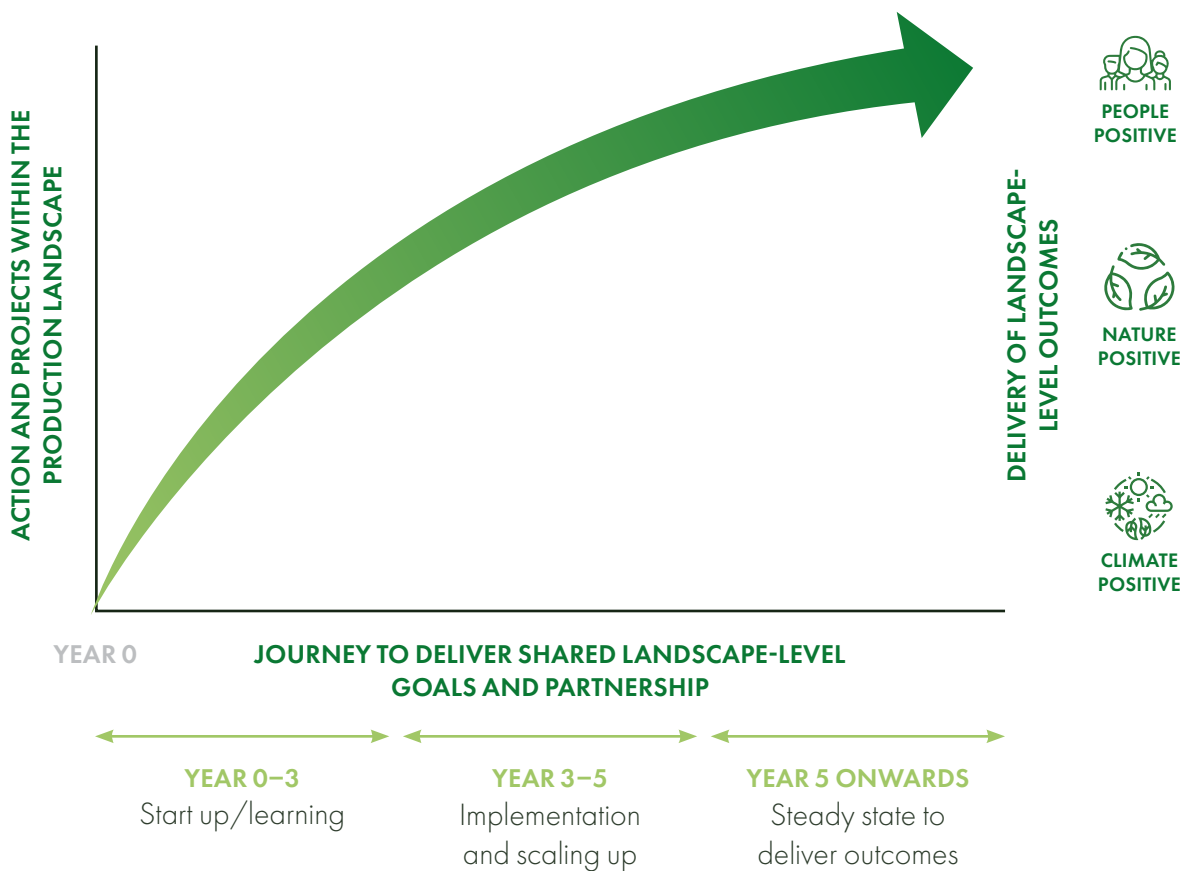 ACTION AND PROJECTS WITHIN THE
PRODUCTION LANDSCAPE
DELIVERY OF LANDSCAPE-
LEVEL OUTCOMES
PEOPLE
POSITIVE
NATURE
POSITIVE
CLIMATE
POSITIVE
YEAR 0
JOURNEY TO DELIVER SHARED LANDSCAPE-LEVEL
GOALS AND PARTNERSHIP
YEAR 0–3
Start up/learning
YEAR 3–5
Implementation
and scaling up
YEAR 5 ONWARDS
Steady state to
deliver outcomes